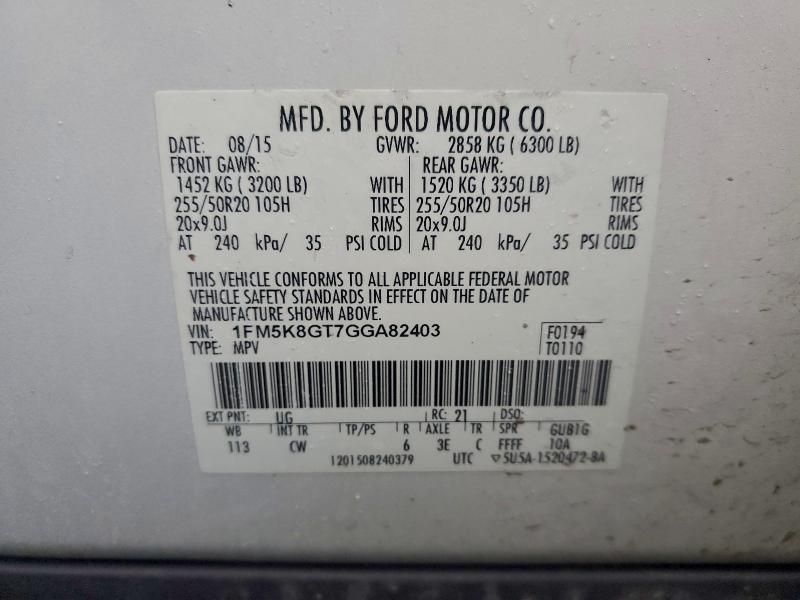 MFD. BY FORD MOTOR CO.
DATE: 08/15 GVWR: 2858 KG ( 6300 LB)
FRONT GAWR: REAR GAWR:
1452 KG ( 3200 LB) WITH 1520 KG ( 3350 LB) WITH
255/50R20 105H TIRES 255/50R20 105H TIRES
20x9.0J RIMS 20x9.0J RIMS
AT 240 kPa/ 35 PSI COLD AT 240 kPa/ 35 PSI COLD
THIS VEHICLE CONFORMS TO ALL APPLICABLE FEDERAL MOTOR
VEHICLE SAFETY STANDARDS IN EFFECT ON THE DATE OF
MANUFACTURE SHOWN ABOVE.
VIN: 1FM5K8GT7GGA82403 F0194
TYPE: MPV T0110
EXT PNT: UG RC: 21 DSO:
WB INT TR TP/PS R AXLE TR SPR GUB1G
113 CW 6 3E C FFFF 10A
1201508240379 UTC ▽5U5A-1520472-BA